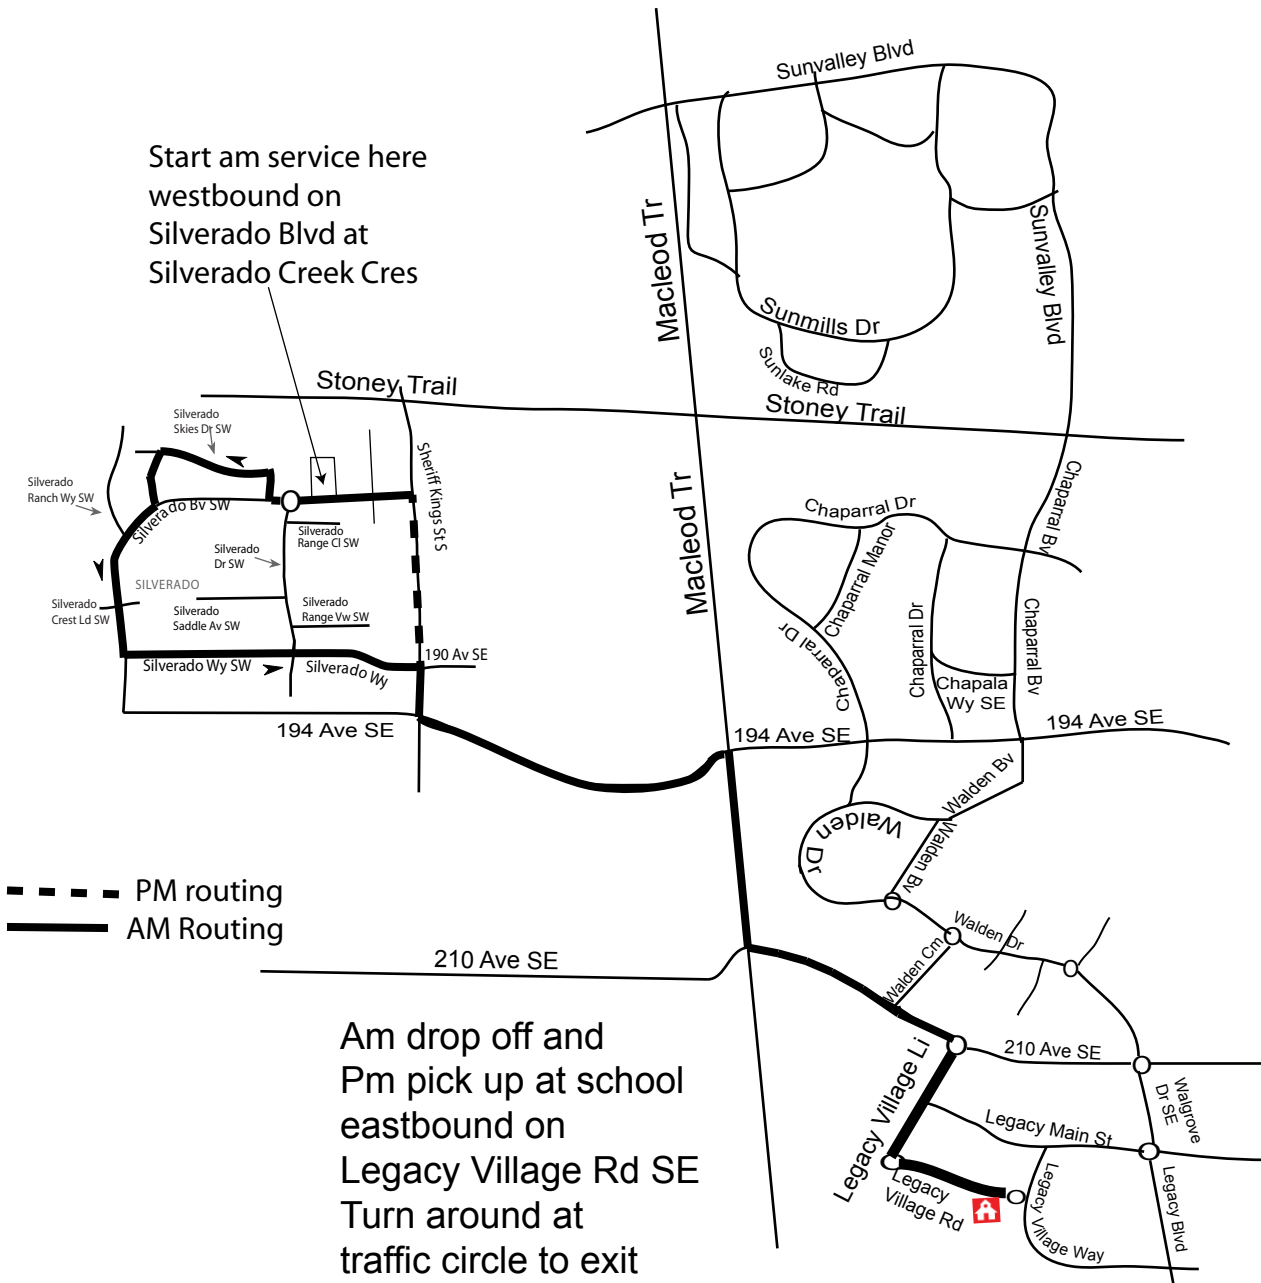 Sunvalley Blvd
Start am service here
westbound on
Silverado Blvd at
Silverado Creek Cres
Macleod Tr
Sunvalley Blvd
Sunmills Dr
Sunlake Rd
Stoney Trail
Stoney Trail
Silverado
Skies Dr SW
Sheriff Kings St S
Silverado
Ranch Wy SW
Silverado Bv SW
Macleod Tr
Chaparral Bv
Chaparral Dr
Chaparral Manor
Silverado
Range Cl SW
Silverado
Dr SW
SILVERADO
Silverado
Crest Ld SW
Silverado
Saddle Av SW
Silverado
Range Vw SW
Chaparral Dr
Chaparral Dr
Chaparral Bv
190 Av SE
Silverado Wy SW
Silverado Wy
Chapala
Wy SE
194 Ave SE
194 Ave SE
194 Ave SE
Walden Bv
Walden Dr
Walden Bv
PM routing
AM Routing
Walden Dr
Walden Cm
210 Ave SE
Am drop off and
Pm pick up at school
eastbound on
Legacy Village Rd SE
Turn around at
traffic circle to exit
210 Ave SE
Legacy Village Li
Walgrove
Dr SE
Legacy Main St
Legacy
Village Rd
Legacy Village Way
Legacy Blvd